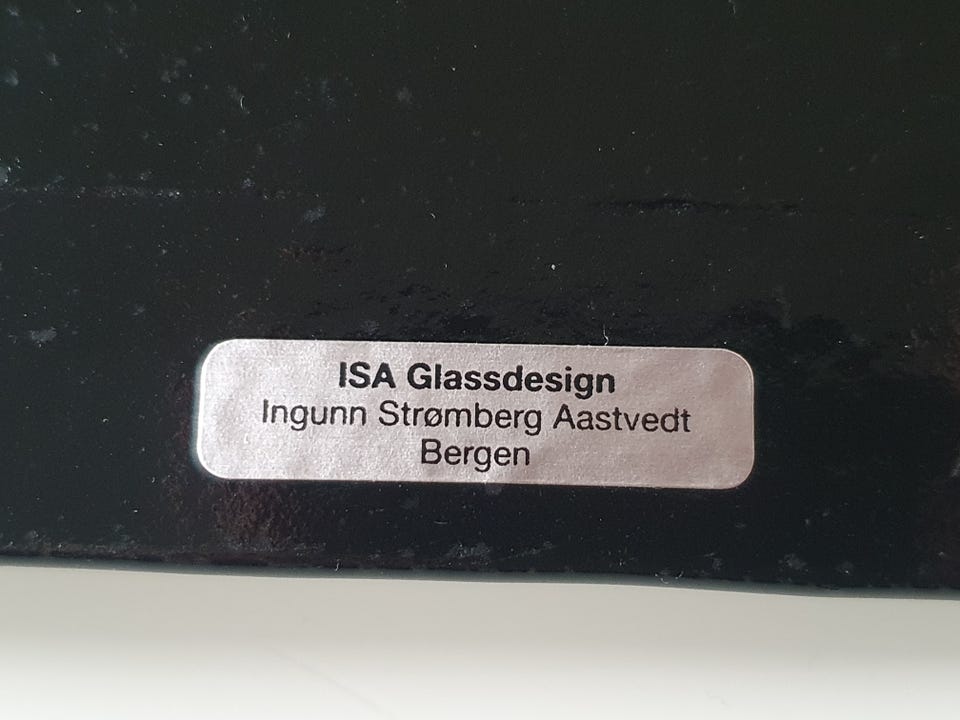 ISA Glassdesign
Ingunn Strømberg Aastvedt
Bergen